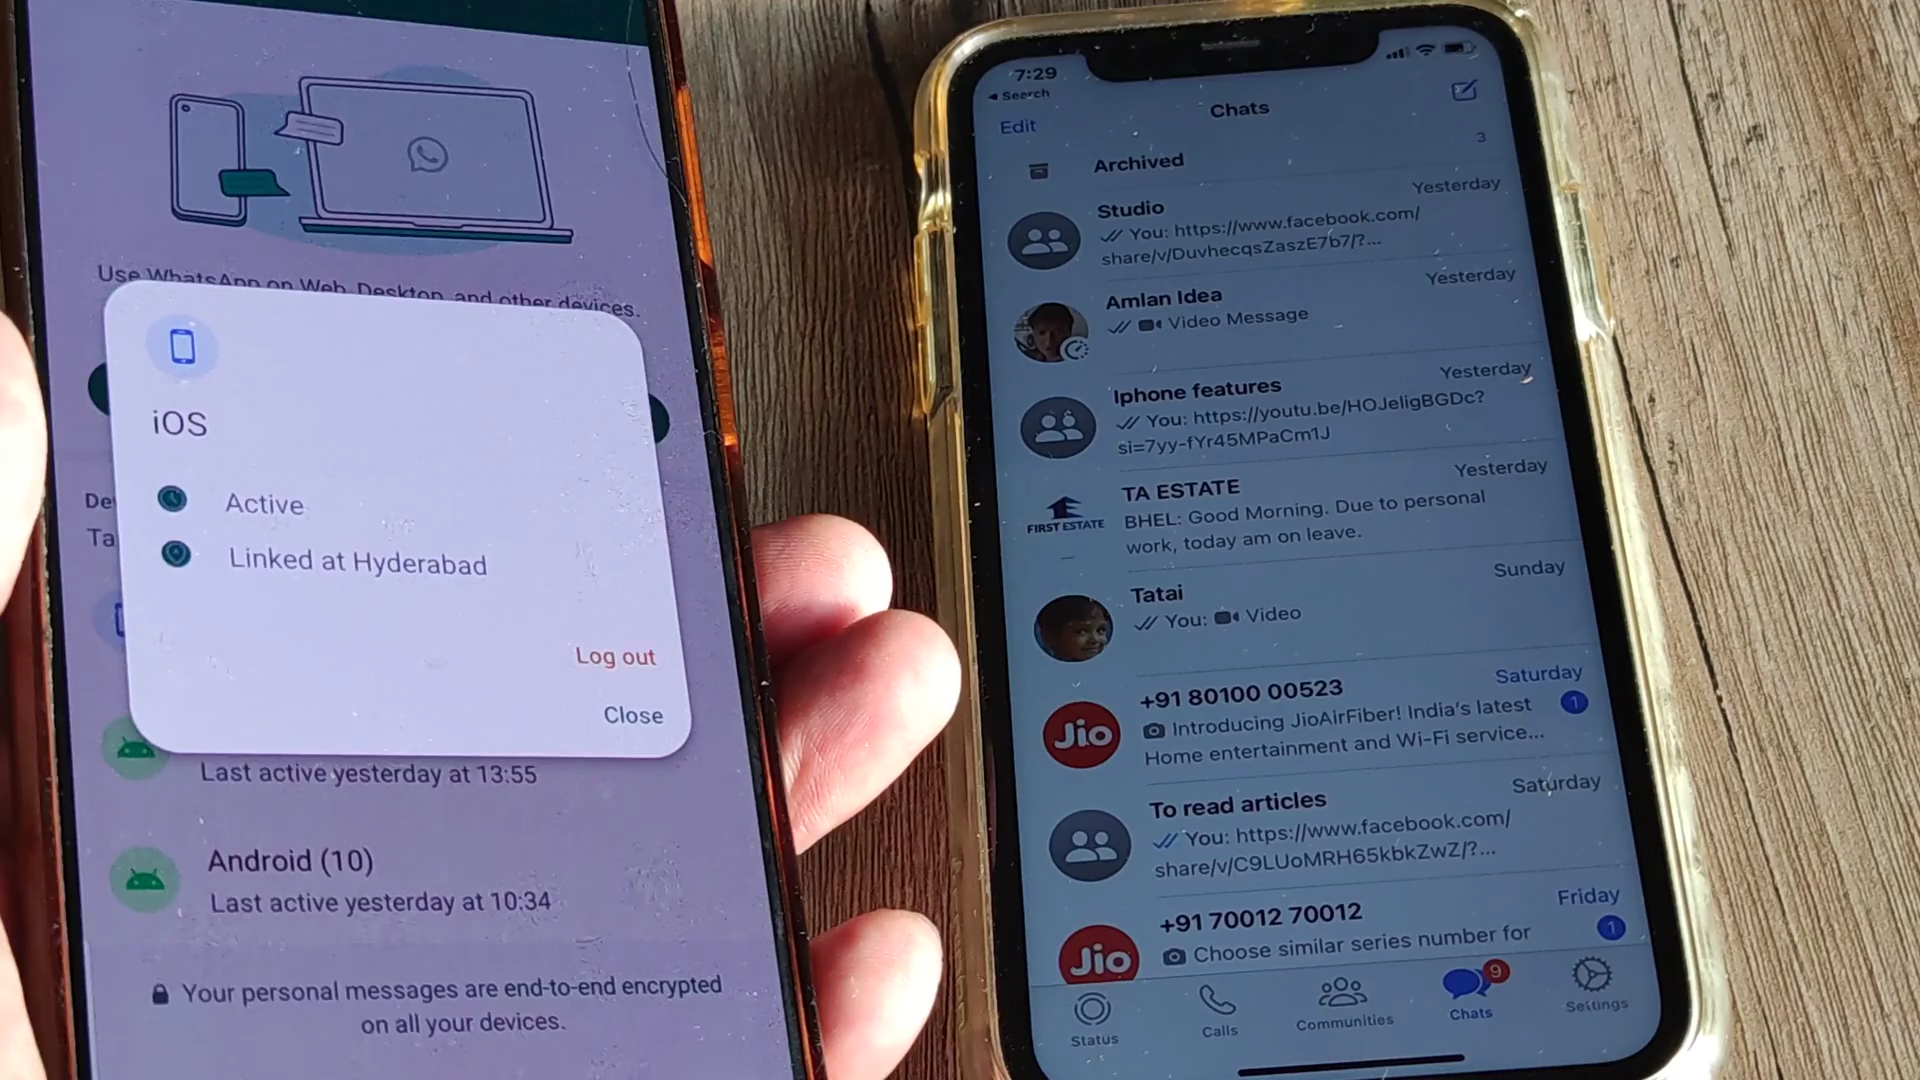 Use WhatsApp on Web, Desktop, and other devices.
iOS
Active
Linked at Hyderabad
Log out
Close
De
Ta
Last active yesterday at 13:55
Android (10)
Last active yesterday at 10:34
Your personal messages are end-to-end encrypted
on all your devices.
7:29
Search
Edit
Chats
Archived
3
Studio
Yesterday
You: https://www.facebook.com/
share/v/DuvhecqsZaszE7b7/?...
Amlan Idea
Yesterday
Video Message
Iphone features
Yesterday
You: https://youtu.be/HOJeligBGDc?
si=7yy-fYr45MPaCm1J
TA ESTATE
Yesterday
FIRST ESTATE
BHEL: Good Morning. Due to personal
work, today am on leave.
Tatai
Sunday
You: Video
+91 80100 00523
Saturday
Jio
Introducing JioAirFiber! India's latest
1
Home entertainment and Wi-Fi service...
To read articles
Saturday
You: https://www.facebook.com/
share/v/C9LUoMRH65kbkZwZ/?...
+91 70012 70012
Friday
Jio
Choose similar series number for
1
Status
Calls
Communities
Chats
9
Settings